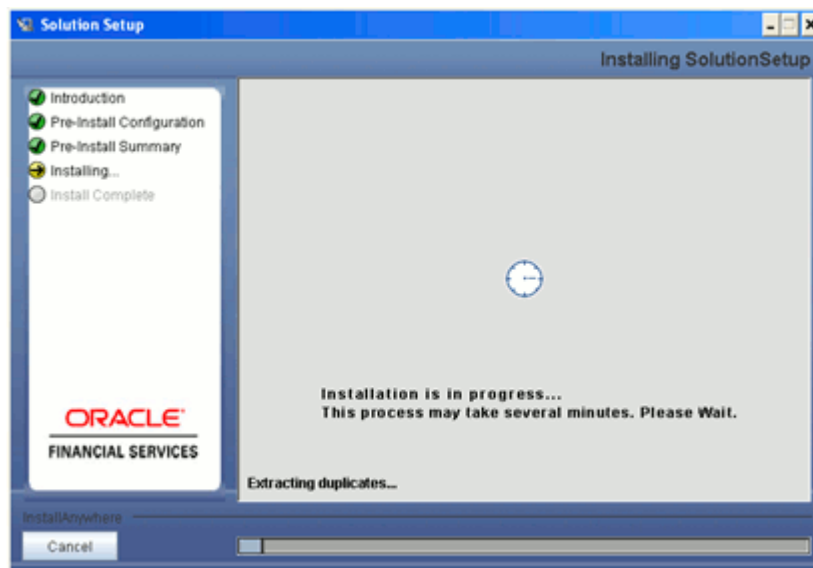 Solution Setup
Installing SolutionSetup
Introduction
Pre-Install Configuration
Pre-Install Summary
Installing...
Install Complete
Installation is in progress...
This process may take several minutes. Please Wait.
ORACLE
FINANCIAL SERVICES
Extracting duplicates...
InstallAnywhere
Cancel